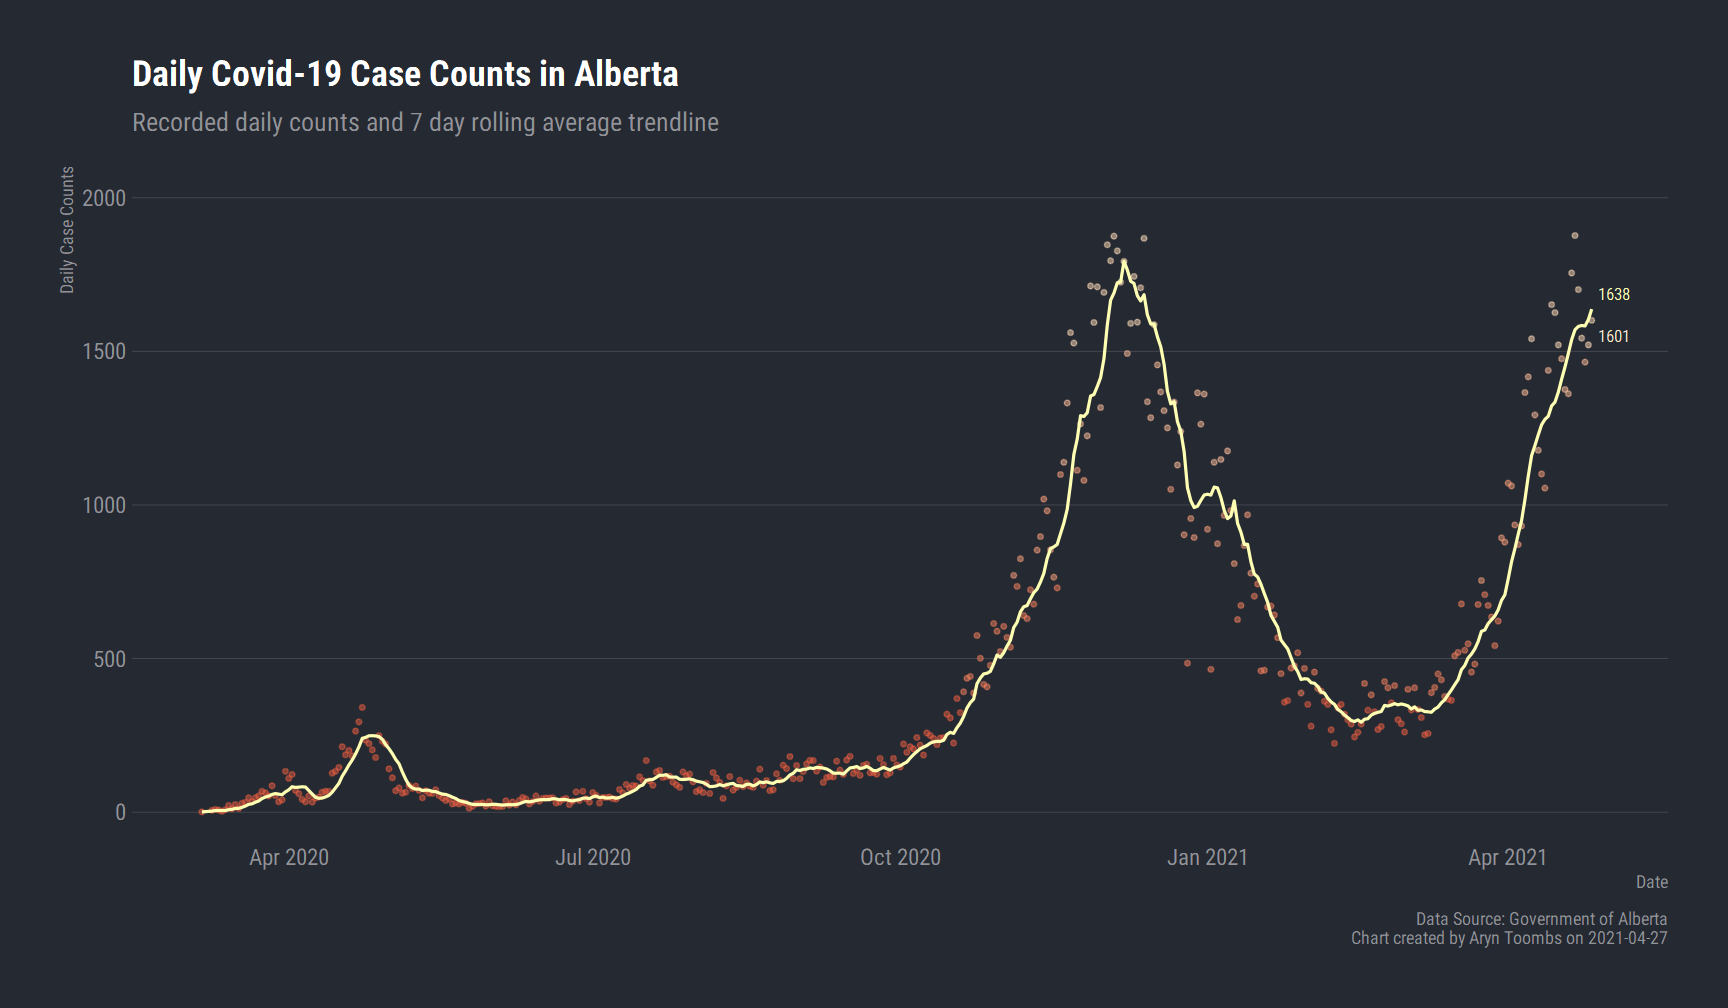 Daily Covid-19 Case Counts in Alberta
Recorded daily counts and 7 day rolling average trendline
Daily Case Counts
2000
1500
1000
500
0
1638
1601
Apr 2020
Jul 2020
Oct 2020
Jan 2021
Apr 2021
Date
Data Source: Government of Alberta
Chart created by Aryn Toombs on 2021-04-27